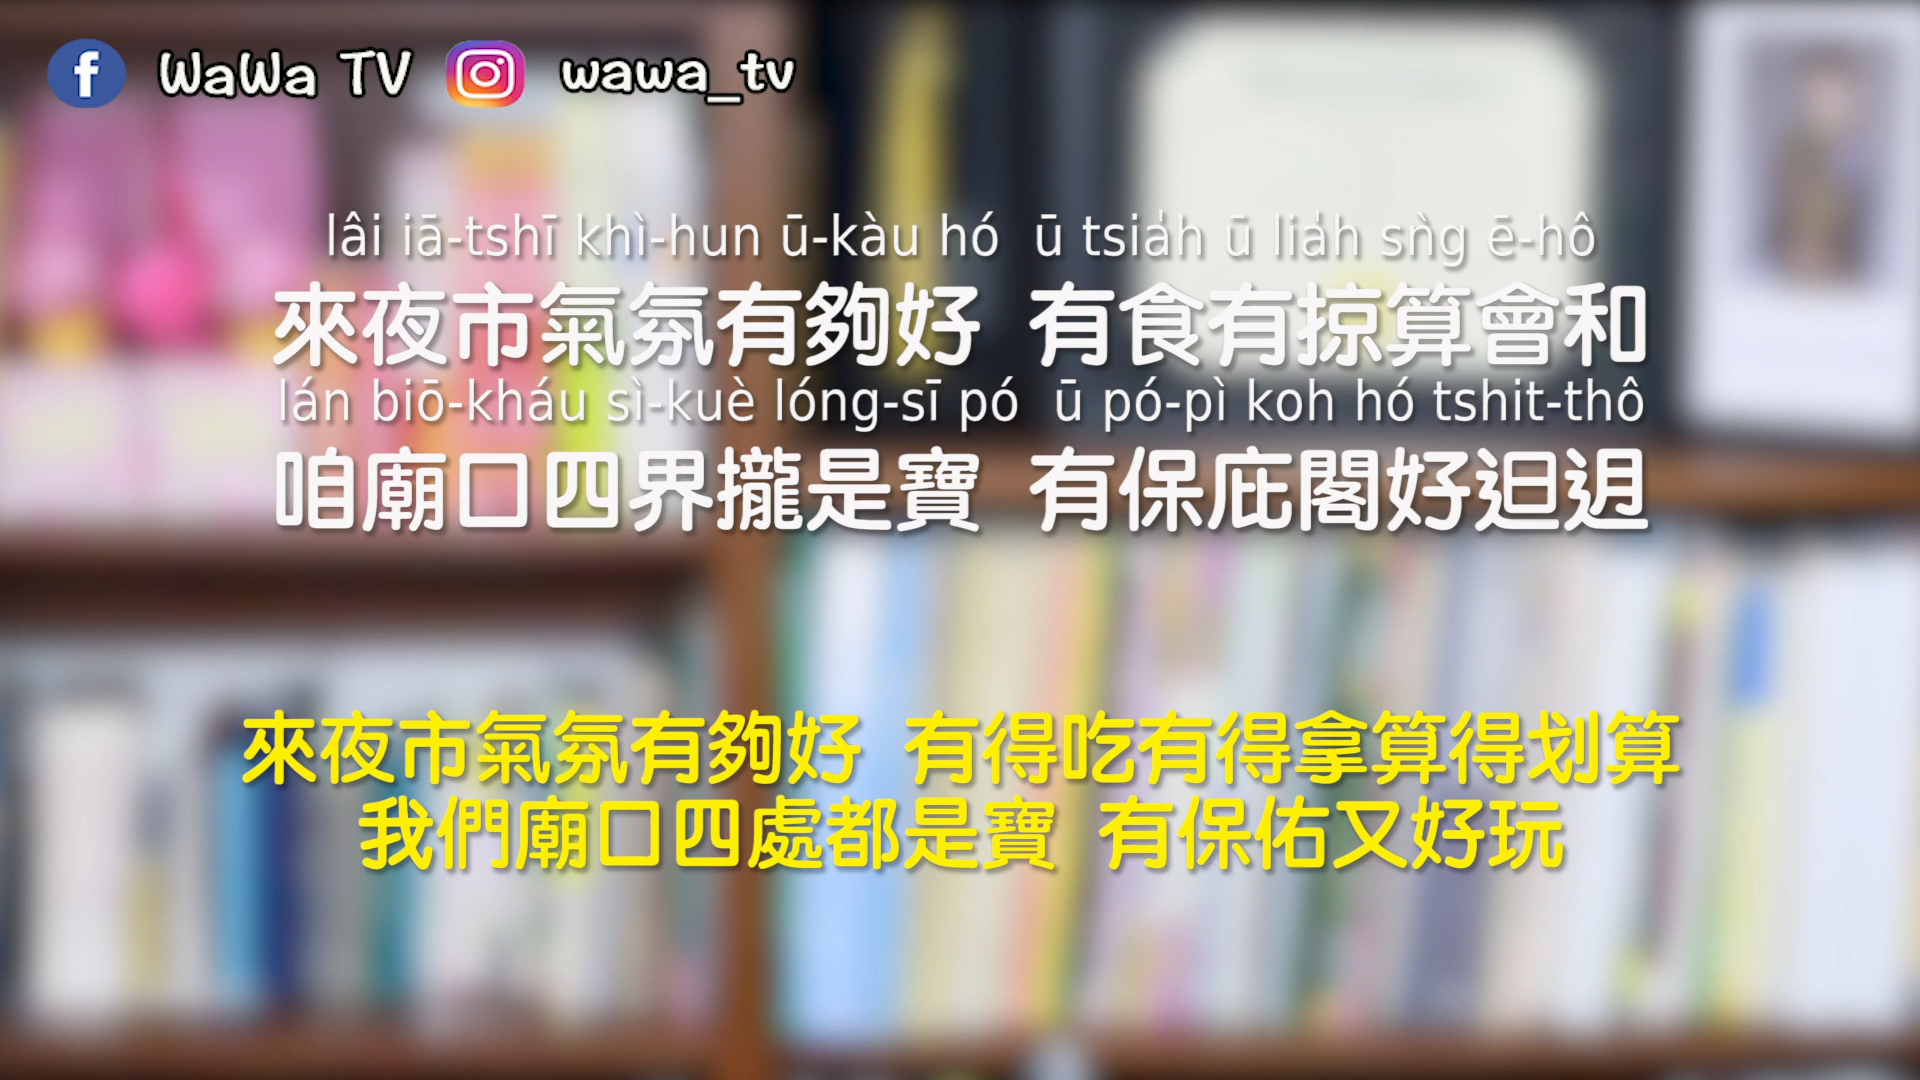 WaWa TV wawa_tv
lâi iā-tshī khì-hun ū-kàu hó ū tsia̍h ū lia̍h sǹg ē-hô
來夜市氣氛有夠好 有食有掠算會和
lán biō-kháu sì-kuè lóng-sī pó ū pó-pì koh hó tshit-thô
咱廟口四界攏是寶 有保庇閣好𨑨迌
來夜市氣氛有夠好 有得吃有得拿算得划算
我們廟口四處都是寶 有保佑又好玩